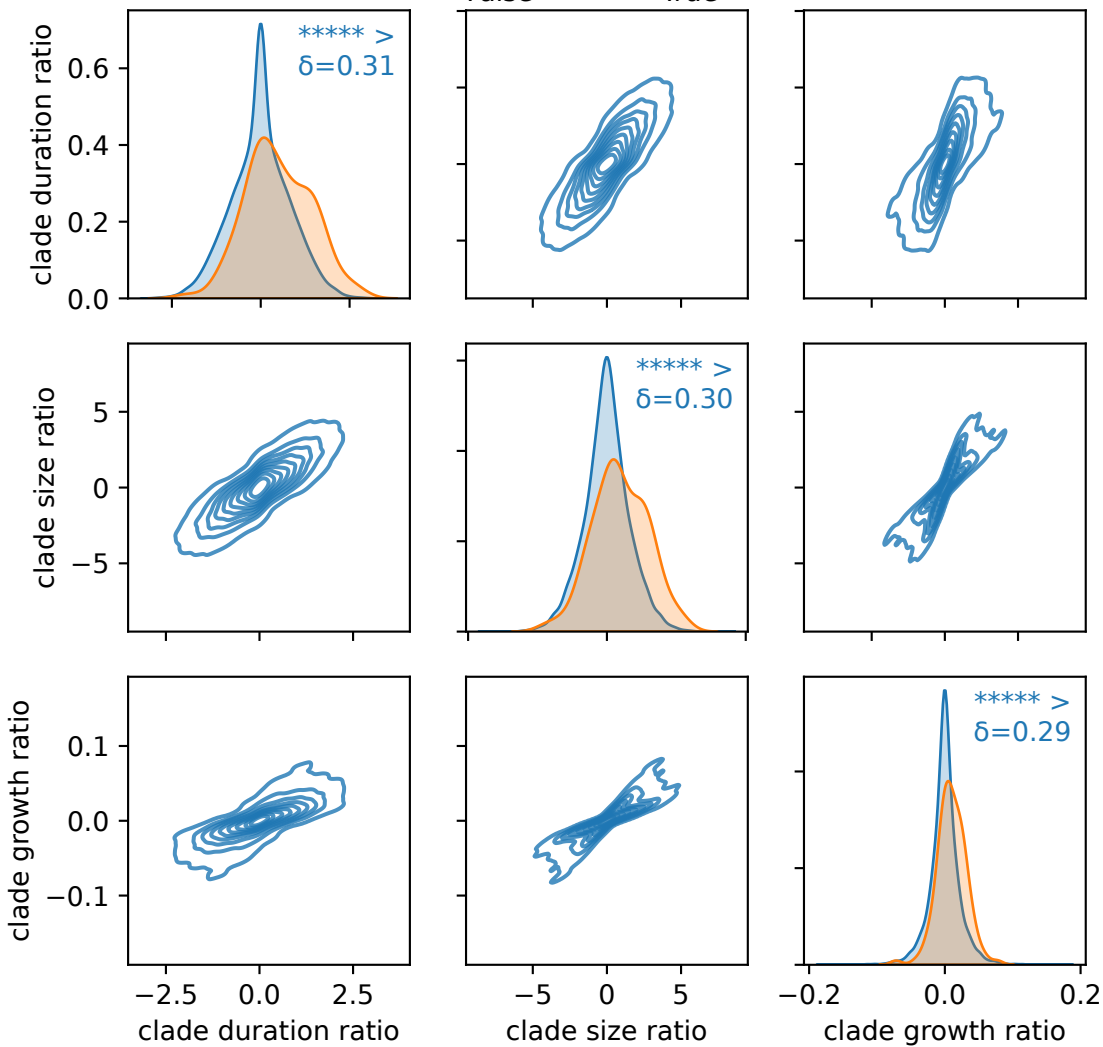 clade duration ratio
0.6
0.4
0.2
0.0
***** >
δ=0.31
clade size ratio
5
0
−5
***** >
δ=0.30
clade growth ratio
0.1
0.0
−0.1
***** >
δ=0.29
−2.5 0.0 2.5
−5 0 5
−0.2 0.0 0.2
clade duration ratio
clade size ratio
clade growth ratio